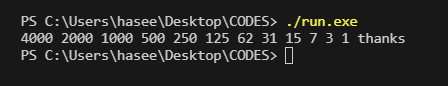 PS C:\Users\hasee\Desktop\CODES> ./run.exe
4000 2000 1000 500 250 125 62 31 15 7 3 1 thanks
PS C:\Users\hasee\Desktop\CODES>